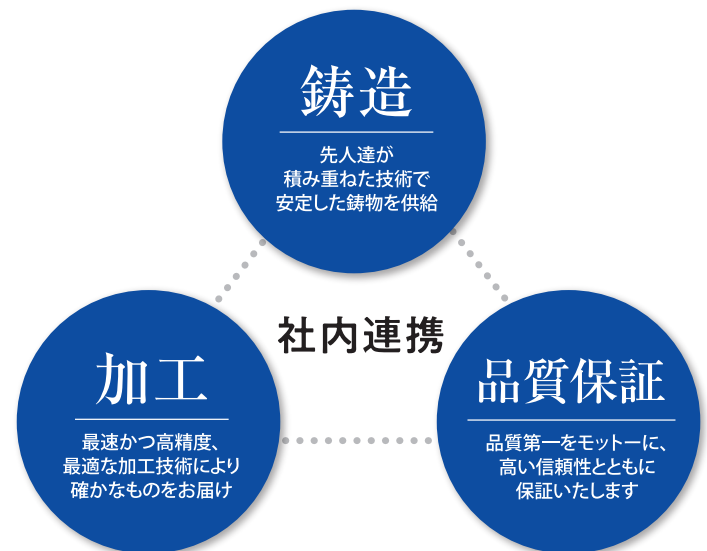 鋳造
先人達が
積み重ねた技術で
安定した鋳物を供給
社内連携
加工
最速かつ高精度、
最適な加工技術により
確かなものをお届け
品質保証
品質第一をモットーに、
高い信頼性とともに
保証いたします